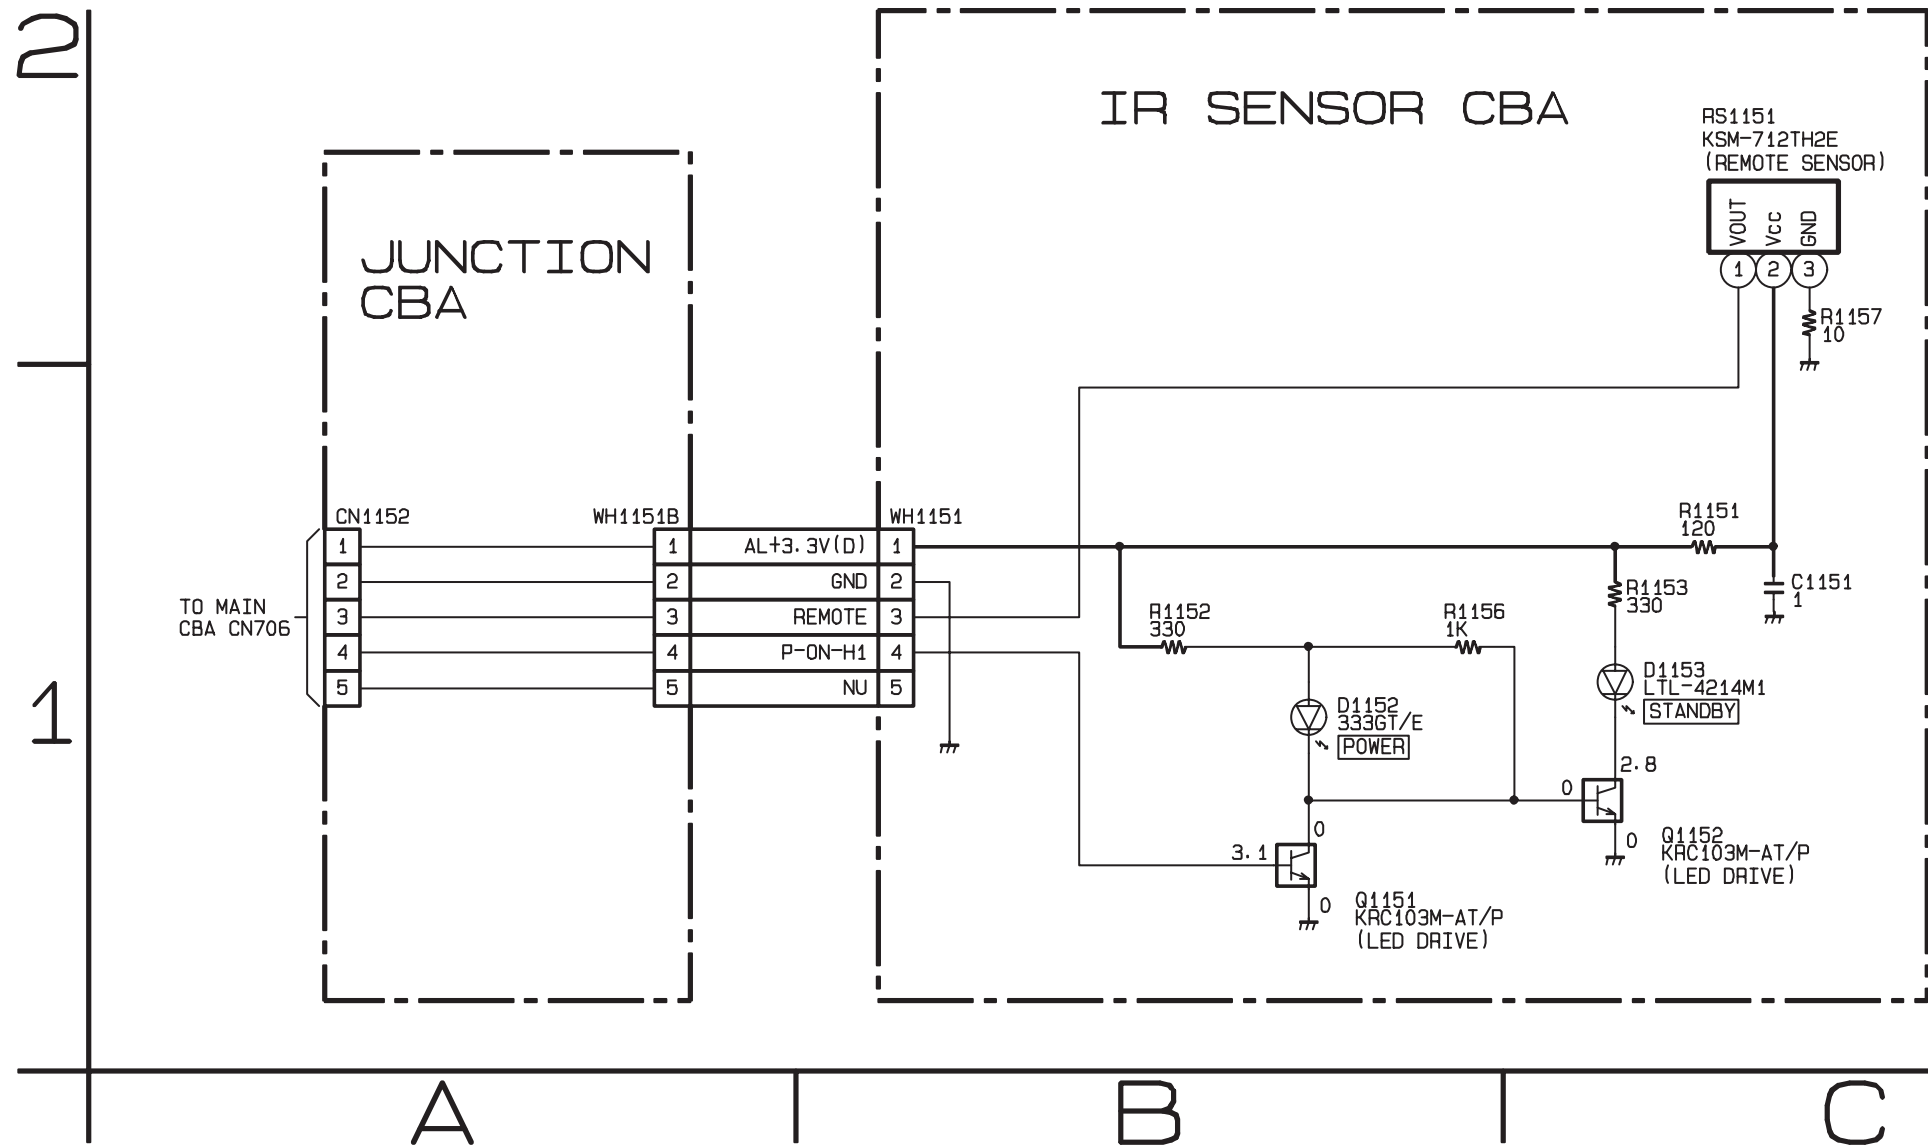 2
IR SENSOR CBA
RS1151
KSM-712TH2E
(REMOTE SENSOR)
VOUT
Vcc
GND
1 2 3
R1157
10
JUNCTION
CBA
CN1152
WH1151B
WH1151
1 1 AL+3.3V(D) 1
2 2 GND 2
3 3 REMOTE 3
4 4 P-ON-H1 4
5 5 NU 5
TO MAIN
CBA CN706
R1151
120
C1151
1
R1153
330
R1152
330
R1156
1K
D1153
LTL-4214M1
STANDBY
D1152
333GT/E
POWER
2.8
0
0
Q1152
KRC103M-AT/P
(LED DRIVE)
0
3.1
0
Q1151
KRC103M-AT/P
(LED DRIVE)
1
A B C